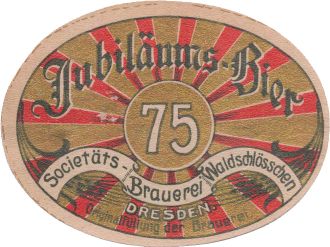 Jubiläums-Bier
75
Societäts-Brauerei Waldschlösschen
DRESDEN.
Originalfüllung der Brauerei